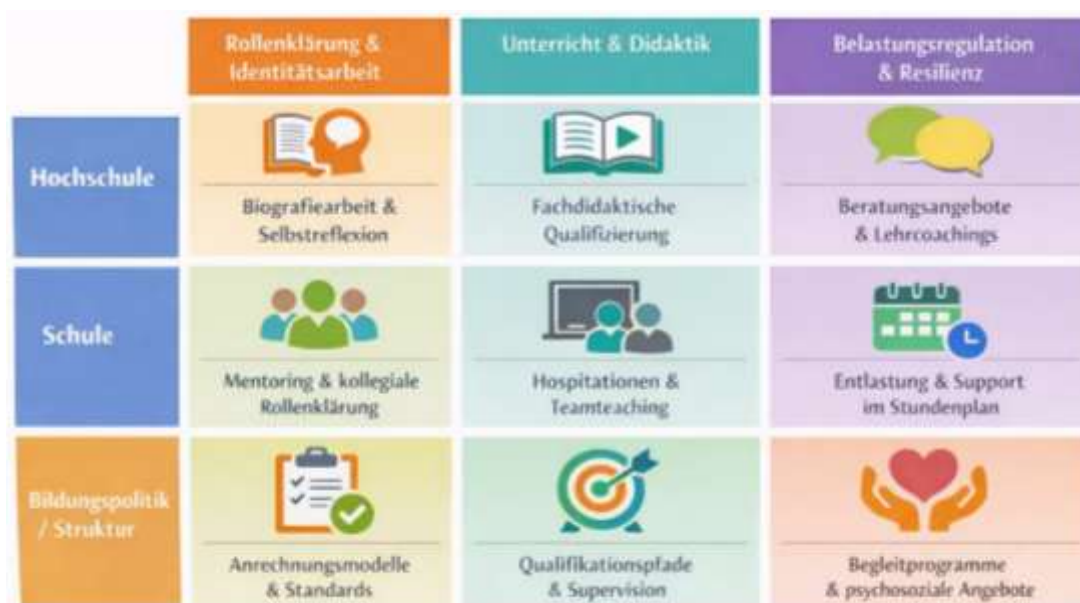 Rollenklärung &
Identitätsarbeit
Unterricht & Didaktik
Belastungsregulation
& Resilienz
Hochschule
Biografiearbeit &
Selbstreflexion
Fachdidaktische
Qualifizierung
Beratungsangebote
& Lehrcoachings
Schule
Mentoring & kollegiale
Rollenklärung
Hospitationen &
Teamteaching
Entlastung & Support
im Stundenplan
Bildungspolitik
/ Struktur
Anrechnungsmodelle
& Standards
Qualifikationspfade
& Supervision
Begleitprogramme
& psychosoziale Angebote